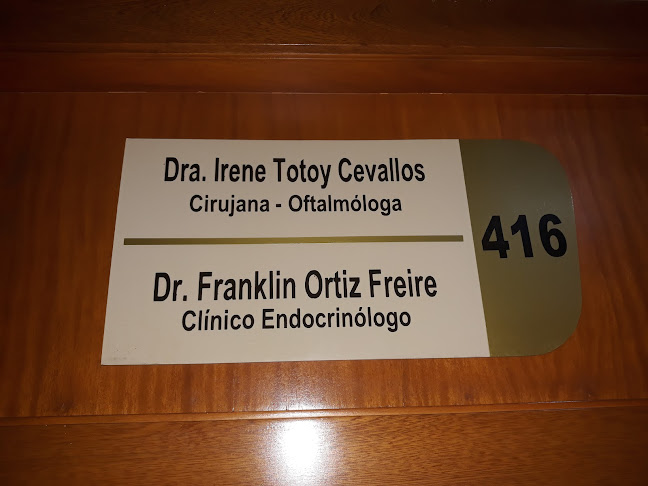 Dra. Irene Totoy Cevallos
Cirujana - Oftalmóloga
416
Dr. Franklin Ortiz Freire
Clínico Endocrinólogo